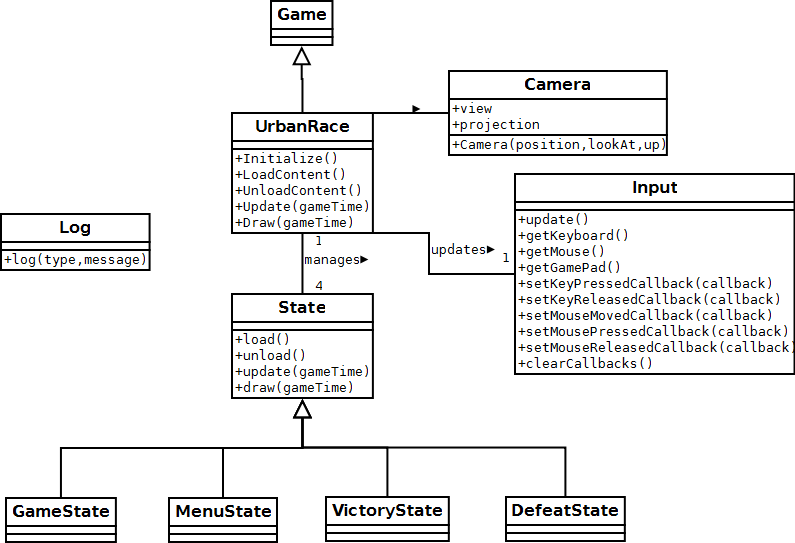 Game
Camera
+view
+projection
+Camera(position,lookAt,up)
UrbanRace
+Initialize()
+LoadContent()
+UnloadContent()
+Update(gameTime)
+Draw(gameTime)
Input
+update()
+getKeyboard()
+getMouse()
+getGamePad()
+setKeyPressedCallback(callback)
+setKeyReleasedCallback(callback)
+setMouseMovedCallback(callback)
+setMousePressedCallback(callback)
+setMouseReleasedCallback(callback)
+clearCallbacks()
Log
+log(type,message)
1
manages
4
updates
1
State
+load()
+unload()
+update(gameTime)
+draw(gameTime)
GameState
MenuState
VictoryState
DefeatState